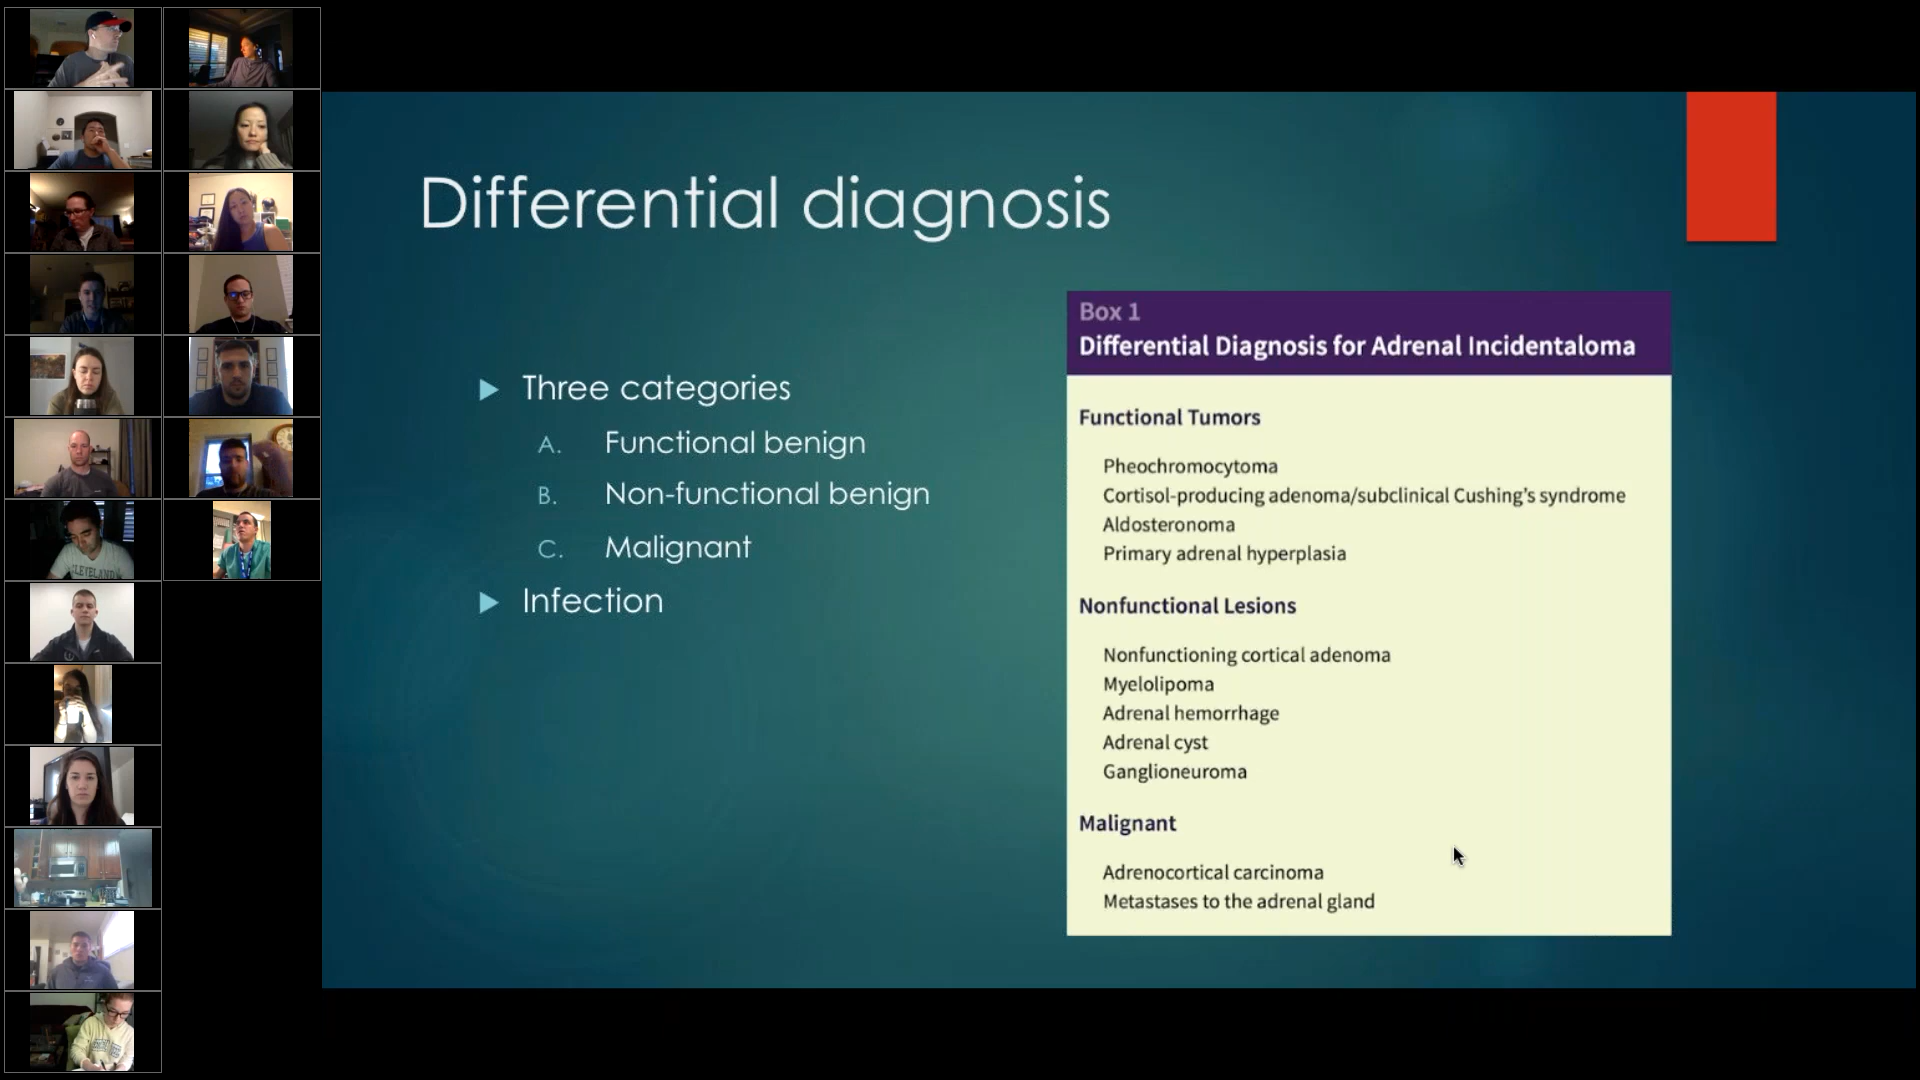 Differential diagnosis
Three categories
A. Functional benign
B. Non-functional benign
C. Malignant
Infection
Box 1
Differential Diagnosis for Adrenal Incidentaloma
Functional Tumors
Pheochromocytoma
Cortisol-producing adenoma/subclinical Cushing's syndrome
Aldosteronoma
Primary adrenal hyperplasia
Nonfunctional Lesions
Nonfunctioning cortical adenoma
Myelolipoma
Adrenal hemorrhage
Adrenal cyst
Ganglioneuroma
Malignant
Adrenocortical carcinoma
Metastases to the adrenal gland
CLEVELAND